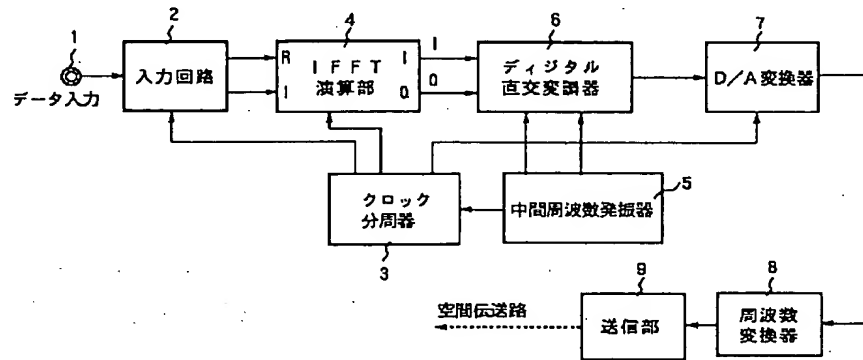 1
データ入力
2
入力回路
R
I
4
IFFT
演算部
I
Q
I
Q
6
ディジタル
直交変調器
7
D/A変換器
クロック
分周器
3
中間周波数発振器
5
空間伝送路
9
送信部
8
周波数
変換器